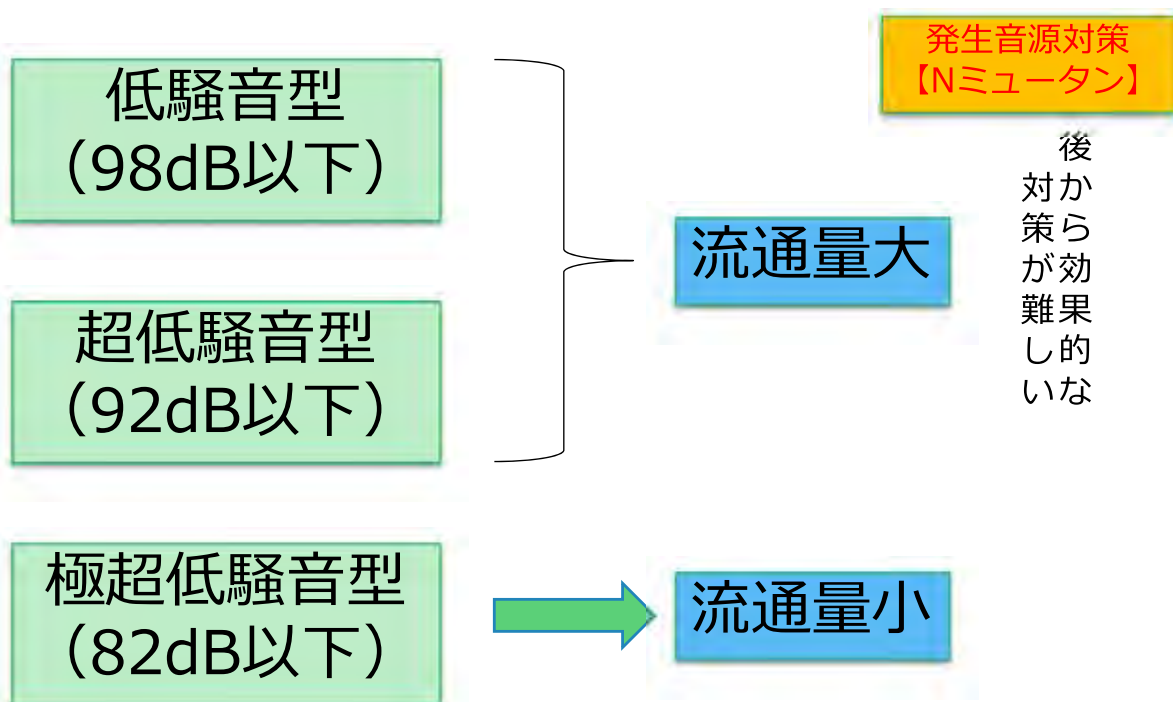 低騒音型
（98dB以下）
超低騒音型
（92dB以下）
極超低騒音型
（82dB以下）
流通量大
流通量小
発生音源対策
【Nミュータン】
後から効果的な
対策が難しい